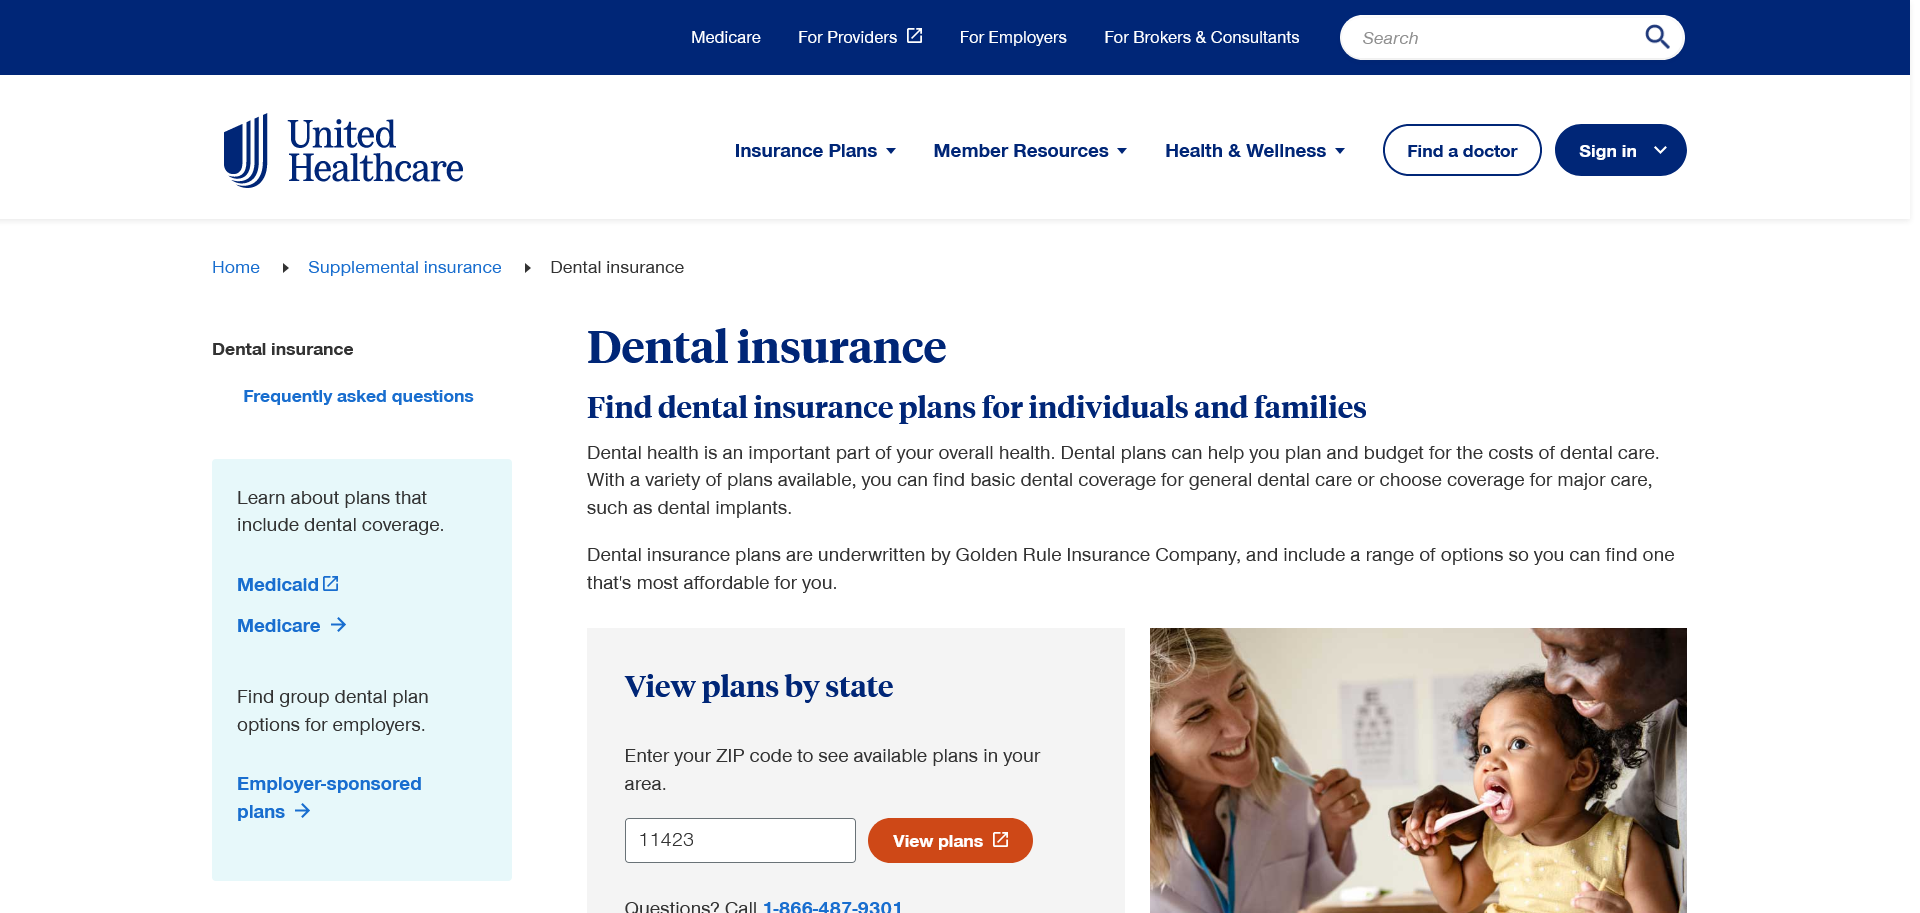 Medicare
For Providers
For Employers
For Brokers & Consultants
Search
United
Healthcare
Insurance Plans
Member Resources
Health & Wellness
Find a doctor
Sign in
Home
Supplemental insurance
Dental insurance
Dental insurance
Frequently asked questions
Learn about plans that
include dental coverage.
Medicaid
Medicare
Find group dental plan
options for employers.
Employer-sponsored
plans
Dental insurance
Find dental insurance plans for individuals and families
Dental health is an important part of your overall health. Dental plans can help you plan and budget for the costs of dental care.
With a variety of plans available, you can find basic dental coverage for general dental care or choose coverage for major care,
such as dental implants.
Dental insurance plans are underwritten by Golden Rule Insurance Company, and include a range of options so you can find one
that's most affordable for you.
View plans by state
Enter your ZIP code to see available plans in your
area.
11423
View plans
Questions? Call 1-866-487-9301